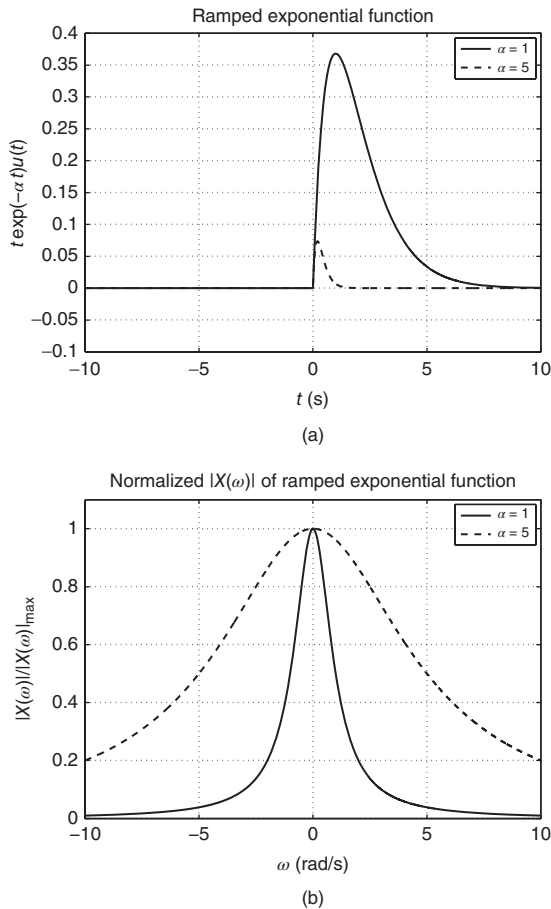 Ramped exponential function
α = 1
α = 5
t exp(−α t)u(t)
0.4
0.35
0.3
0.25
0.2
0.15
0.1
0.05
0
−0.05
−0.1
−10
−5
0
5
10
t (s)
(a)
Normalized |X(ω)| of ramped exponential function
α = 1
α = 5
|X(ω)|/|X(ω)|max
1
0.8
0.6
0.4
0.2
0
−10
−5
0
5
10
ω (rad/s)
(b)